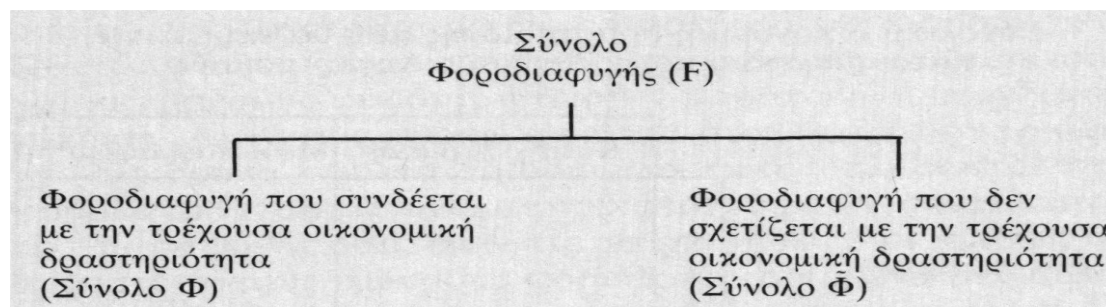 Σύνολο
Φοροδιαφυγής (F)
Φοροδιαφυγή που συνδέεται
με την τρέχουσα οικονομική
δραστηριότητα
(Σύνολο Φ)
Φοροδιαφυγή που δεν
σχετίζεται με την τρέχουσα
οικονομική δραστηριότητα
(Σύνολο Φ̄)